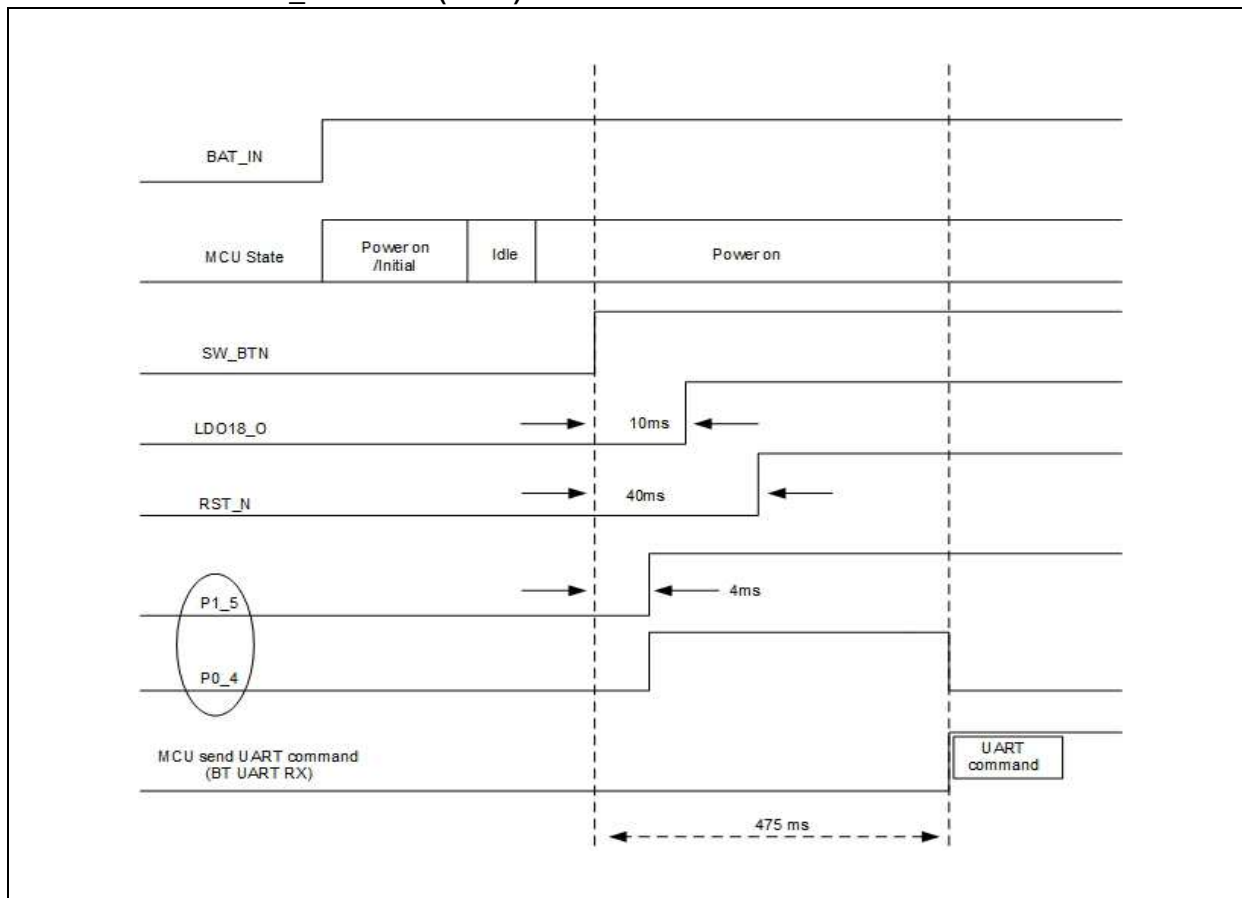 BAT_IN
MCU State
Power on
/Initial
Idle
Power on
SW_BTN
LDO18_O
10ms
RST_N
40ms
P1_5
4ms
P0_4
MCU send UART command
(BT UART RX)
UART
command
475 ms